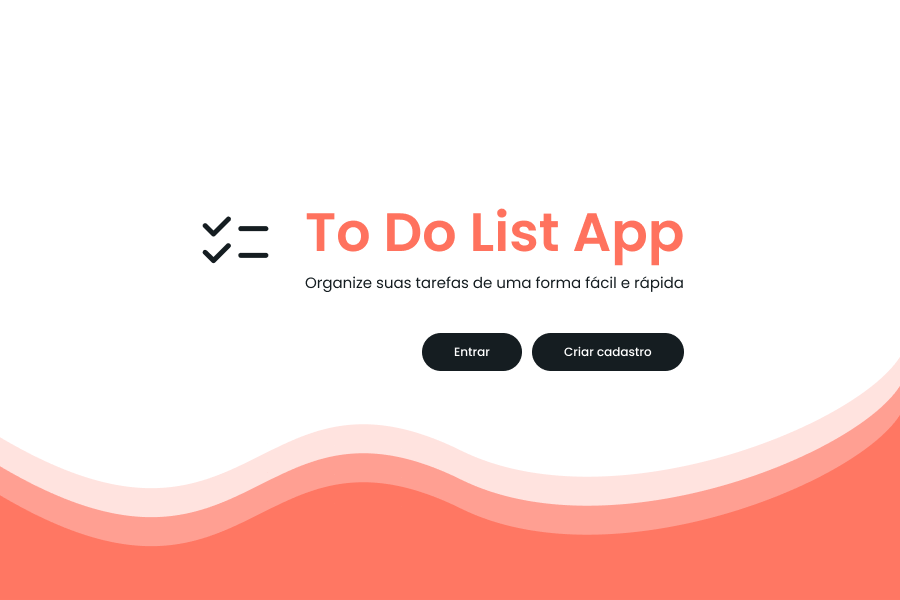 To Do List App
Organize suas tarefas de uma forma fácil e rápida
Entrar
Criar cadastro